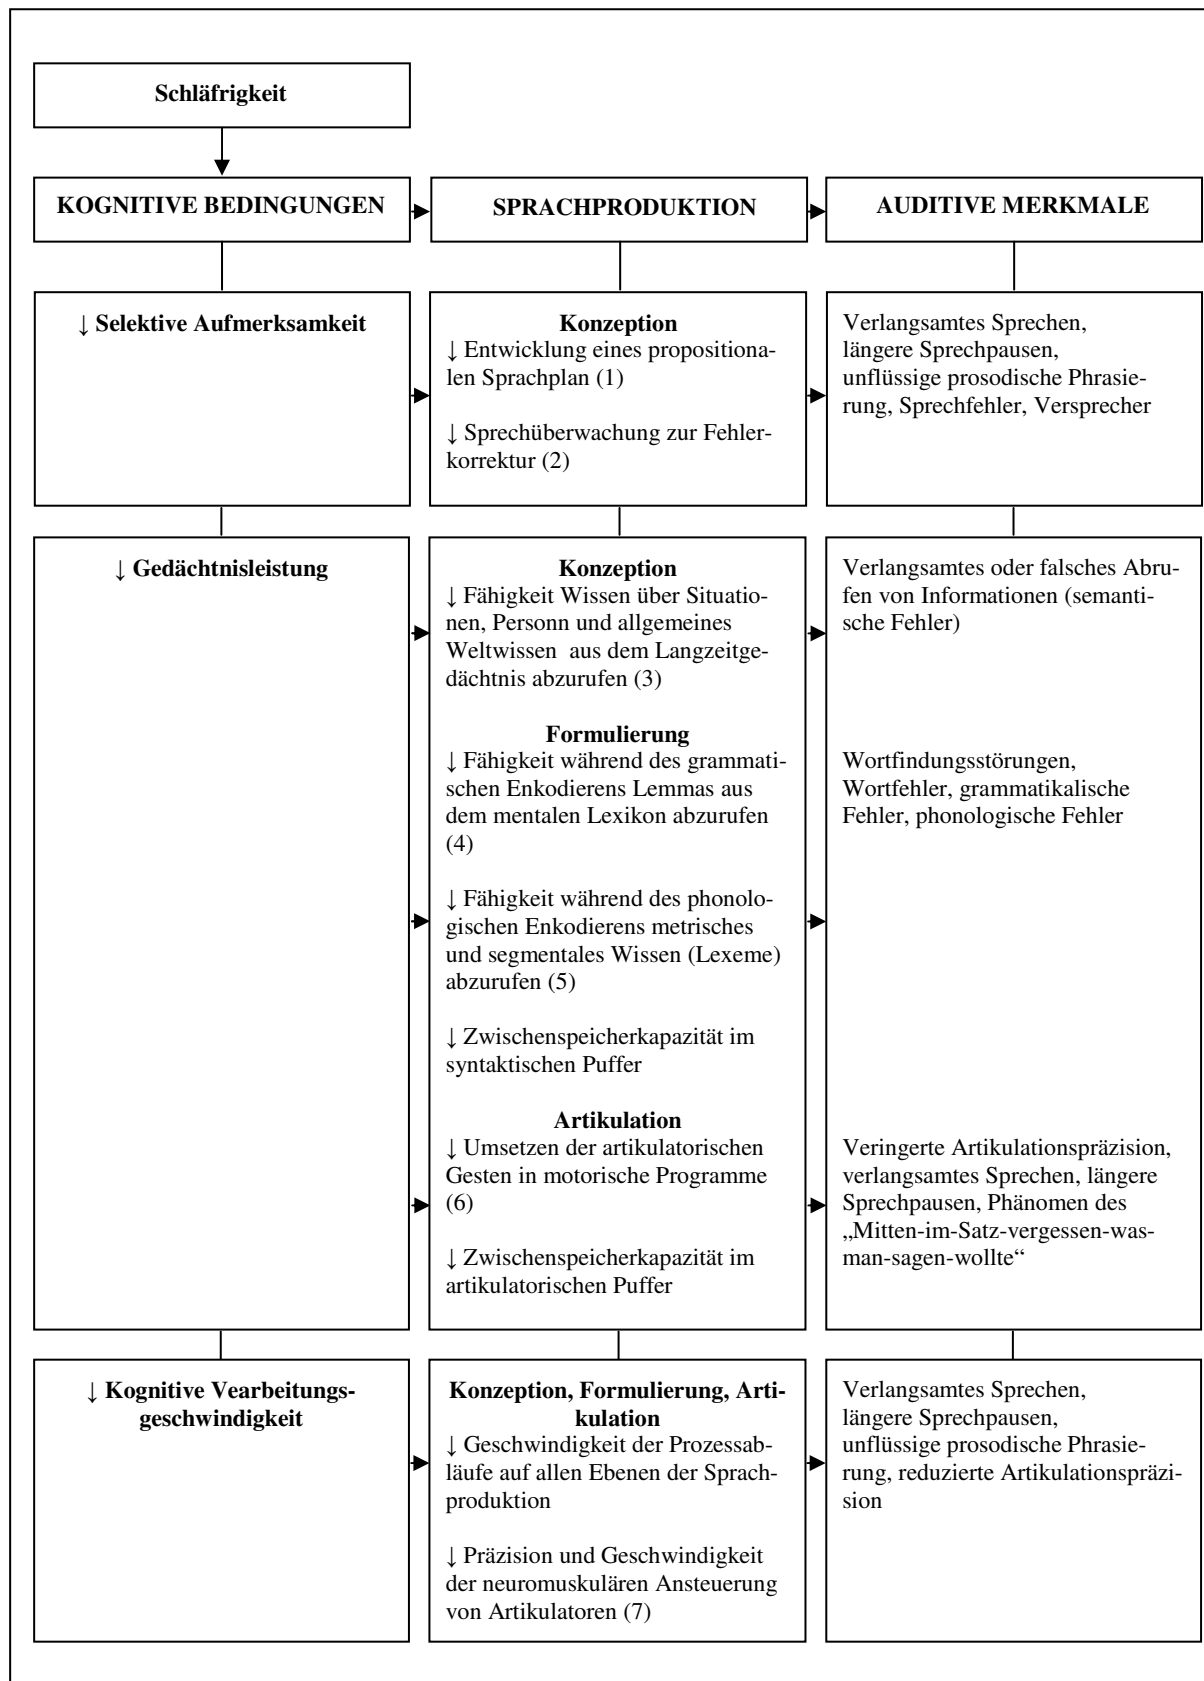 Schläfrigkeit
KOGNITIVE BEDINGUNGEN
SPRACHPRODUKTION
AUDITIVE MERKMALE
↓ Selektive Aufmerksamkeit
Konzeption
↓ Entwicklung eines propositiona-
len Sprachplan (1)
↓ Sprechüberwachung zur Fehler-
korrektur (2)
Verlangsamtes Sprechen,
längere Sprechpausen,
unflüssige prosodische Phrasie-
rung, Sprechfehler, Versprecher
↓ Gedächtnisleistung
Konzeption
↓ Fähigkeit Wissen über Situatio-
nen, Personn und allgemeines
Weltwissen aus dem Langzeitge-
dächtnis abzurufen (3)
Formulierung
↓ Fähigkeit während des grammati-
schen Enkodierens Lemmas aus
dem mentalen Lexikon abzurufen
(4)
↓ Fähigkeit während des phonolo-
gischen Enkodierens metrisches
und segmentales Wissen (Lexeme)
abzurufen (5)
↓ Zwischenspeicherkapazität im
syntaktischen Puffer
Artikulation
↓ Umsetzen der artikulatorischen
Gesten in motorische Programme
(6)
↓ Zwischenspeicherkapazität im
artikulatorischen Puffer
Verlangsamtes oder falsches Abru-
fen von Informationen (semanti-
sche Fehler)
Wortfindungsstörungen,
Wortfehler, grammatikalische
Fehler, phonologische Fehler
Veringerte Artikulationspräzision,
verlangsamtes Sprechen, längere
Sprechpausen, Phänomen des
„Mitten-im-Satz-vergessen-was-
man-sagen-wollte“
↓ Kognitive Vearbeitungs-
geschwindigkeit
Konzeption, Formulierung, Arti-
kulation
↓ Geschwindigkeit der Prozessab-
läufe auf allen Ebenen der Sprach-
produktion
↓ Präzision und Geschwindigkeit
der neuromuskulären Ansteuerung
von Artikulatoren (7)
Verlangsamtes Sprechen,
längere Sprechpausen,
unflüssige prosodische Phrasie-
rung, reduzierte Artikulationspräzi-
sion